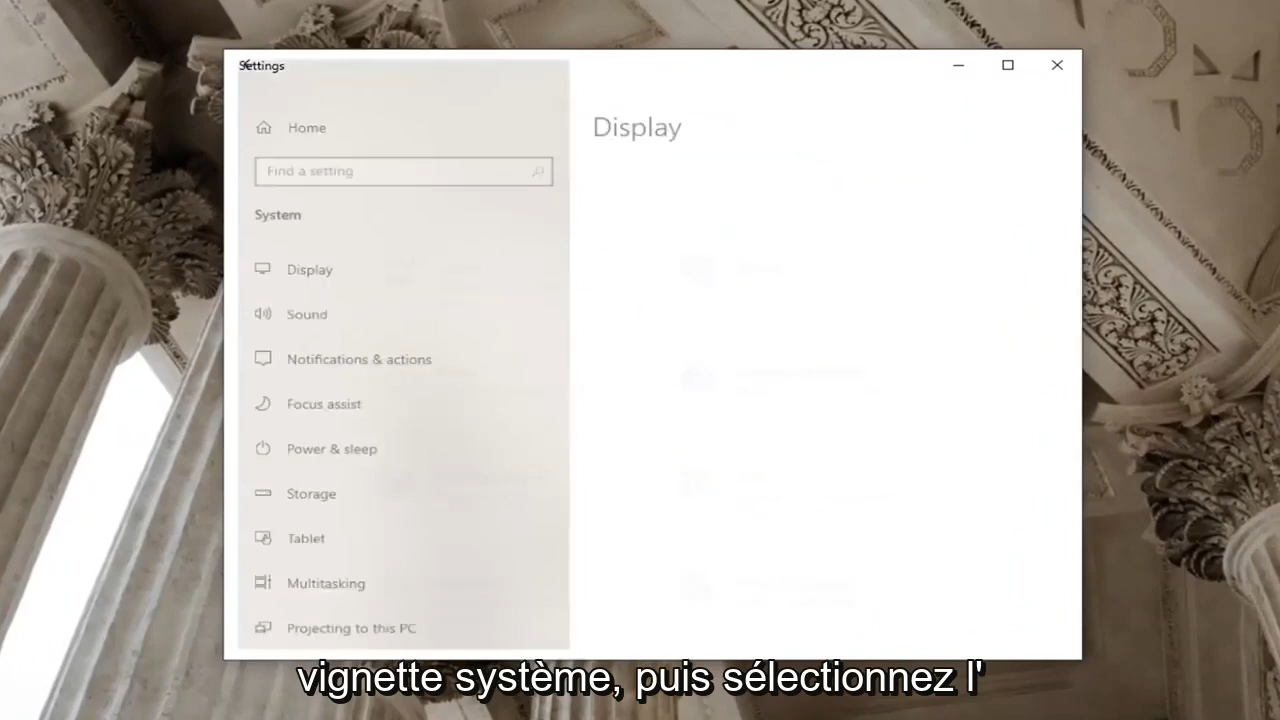 Settings
Home
Find a setting
System
Display
Sound
Notifications & actions
Focus assist
Power & sleep
Storage
Tablet
Multitasking
Projecting to this PC
Display
vignette système, puis sélectionnez l'